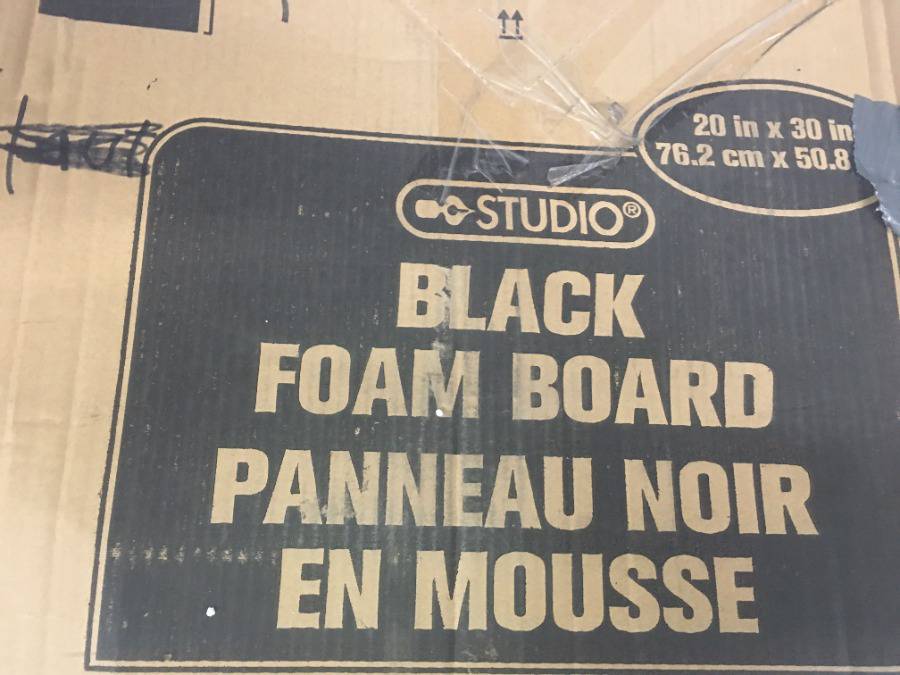 20 in x 30 in
76.2 cm x 50.8
STUDIO®
BLACK
FOAM BOARD
PANNEAU NOIR
EN MOUSSE